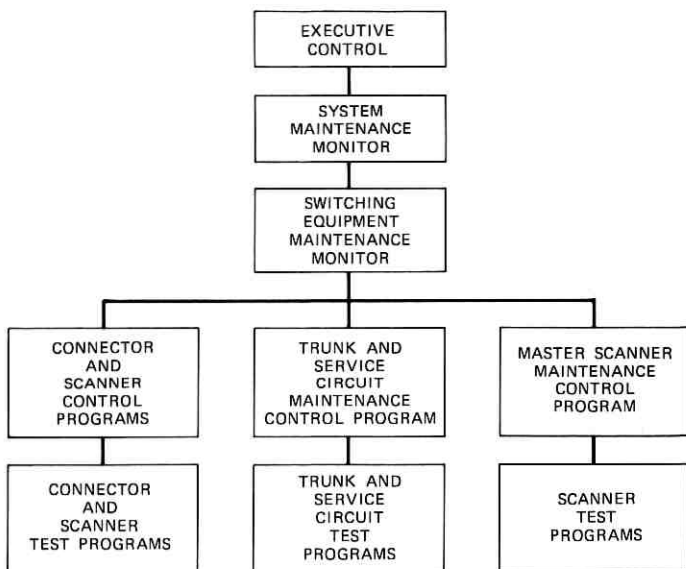 EXECUTIVE
CONTROL
SYSTEM
MAINTENANCE
MONITOR
SWITCHING
EQUIPMENT
MAINTENANCE
MONITOR
CONNECTOR
AND
SCANNER
CONTROL
PROGRAMS
TRUNK AND
SERVICE
CIRCUIT
MAINTENANCE
CONTROL PROGRAM
MASTER SCANNER
MAINTENANCE
CONTROL
PROGRAM
CONNECTOR
AND
SCANNER
TEST PROGRAMS
TRUNK AND
SERVICE
CIRCUIT
TEST
PROGRAMS
SCANNER
TEST
PROGRAMS